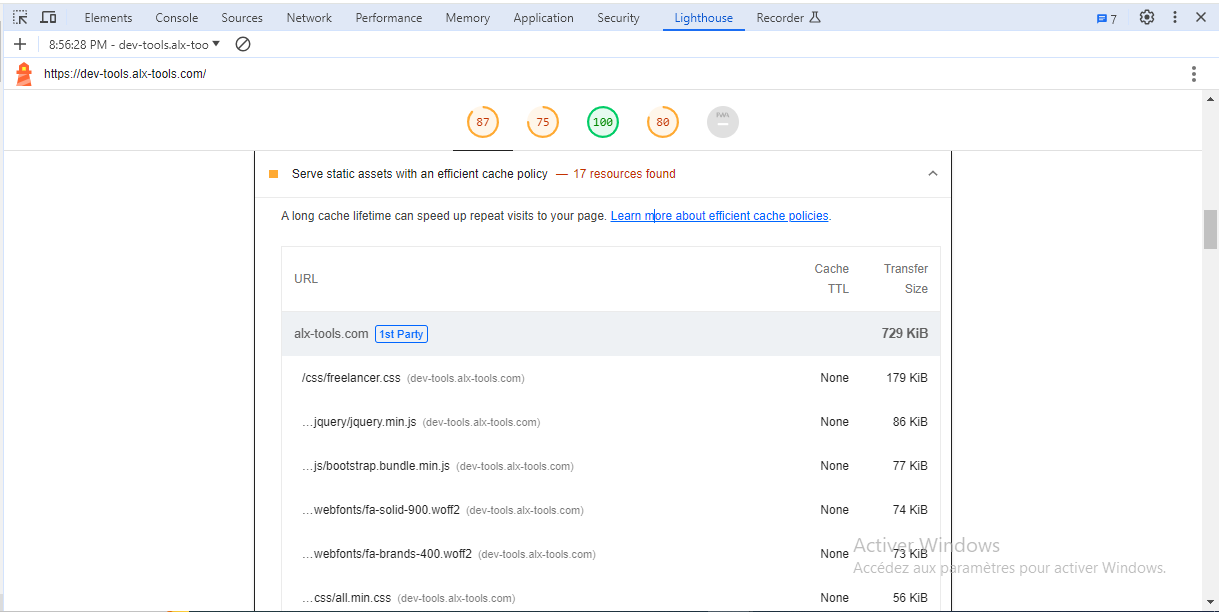 Elements Console Sources Network Performance Memory Application Security Lighthouse Recorder 7
8:56:28 PM - dev-tools.alx-too
https://dev-tools.alx-tools.com/
87 75 100 80 PWA
Serve static assets with an efficient cache policy — 17 resources found
A long cache lifetime can speed up repeat visits to your page. Learn more about efficient cache policies.
URL Cache TTL Transfer Size
alx-tools.com 1st Party 729 KiB
/css/freelancer.css (dev-tools.alx-tools.com) None 179 KiB
…jquery/jquery.min.js (dev-tools.alx-tools.com) None 86 KiB
…js/bootstrap.bundle.min.js (dev-tools.alx-tools.com) None 77 KiB
…webfonts/fa-solid-900.woff2 (dev-tools.alx-tools.com) None 74 KiB
…webfonts/fa-brands-400.woff2 (dev-tools.alx-tools.com) None 73 KiB
…css/all.min.css (dev-tools.alx-tools.com) None 56 KiB
Activer Windows
Accédez aux paramètres pour activer Windows.